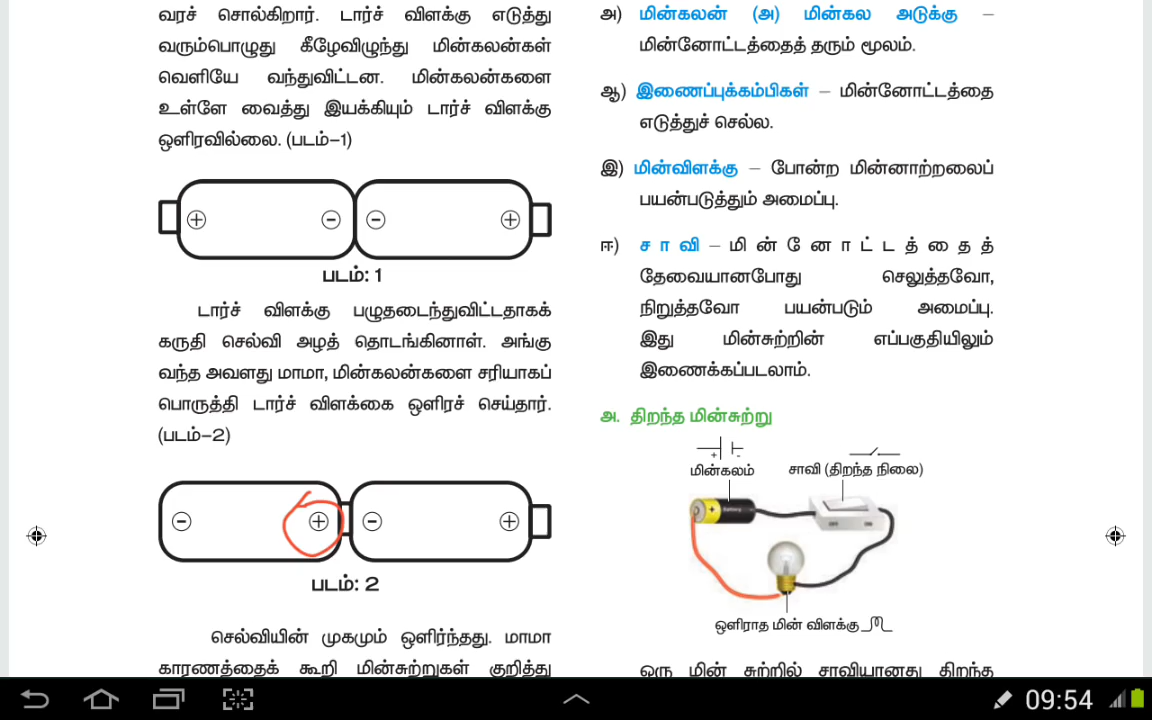 வரச் சொல்கிறார். டார்ச் விளக்கு எடுத்து
வரும்பொழுது கீழேவிழுந்து மின்கலன்கள்
வெளியே வந்துவிட்டன. மின்கலன்களை
உள்ளே வைத்து இயக்கியும் டார்ச் விளக்கு
ஒளிரவில்லை. (படம்–1)
+ – – +
படம்: 1
டார்ச் விளக்கு பழுதடைந்துவிட்டதாகக்
கருதி செல்வி அழத் தொடங்கினாள். அங்கு
வந்த அவளது மாமா, மின்கலன்களை சரியாகப்
பொருத்தி டார்ச் விளக்கை ஒளிரச் செய்தார்.
(படம்–2)
– + – +
படம்: 2
செல்வியின் முகமும் ஒளிர்ந்தது. மாமா
காரணத்தைக் கூறி மின்சுற்றுகள் குறித்து
அ) மின்கலன் (அ) மின்கல அடுக்கு –
மின்னோட்டத்தைத் தரும் மூலம்.
ஆ) இணைப்புக்கம்பிகள் – மின்னோட்டத்தை
எடுத்துச் செல்ல.
இ) மின்விளக்கு – போன்ற மின்னாற்றலைப்
பயன்படுத்தும் அமைப்பு.
ஈ) சாவி – மின்னோட்டத்தைத்
தேவையானபோது செலுத்தவோ,
நிறுத்தவோ பயன்படும் அமைப்பு.
இது மின்சுற்றின் எப்பகுதியிலும்
இணைக்கப்படலாம்.
அ. திறந்த மின்சுற்று
+ -
மின்கலம் சாவி (திறந்த நிலை)
+
ஒளிராத மின் விளக்கு
ஒரு மின் சுற்றில் சாவியானது திறந்த
09:54